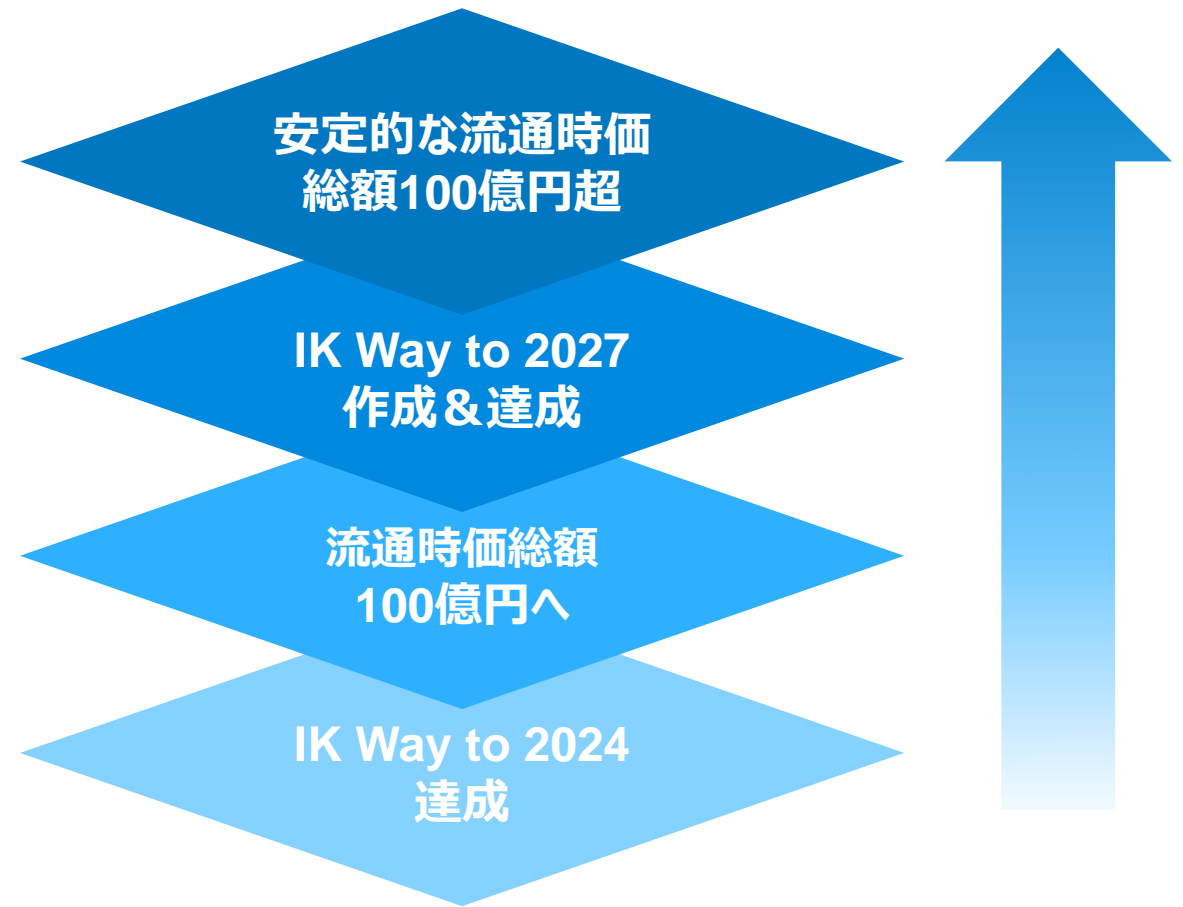 安定的な流通時価
総額100億円超
IK Way to 2027
作成＆達成
流通時価総額
100億円へ
IK Way to 2024
達成